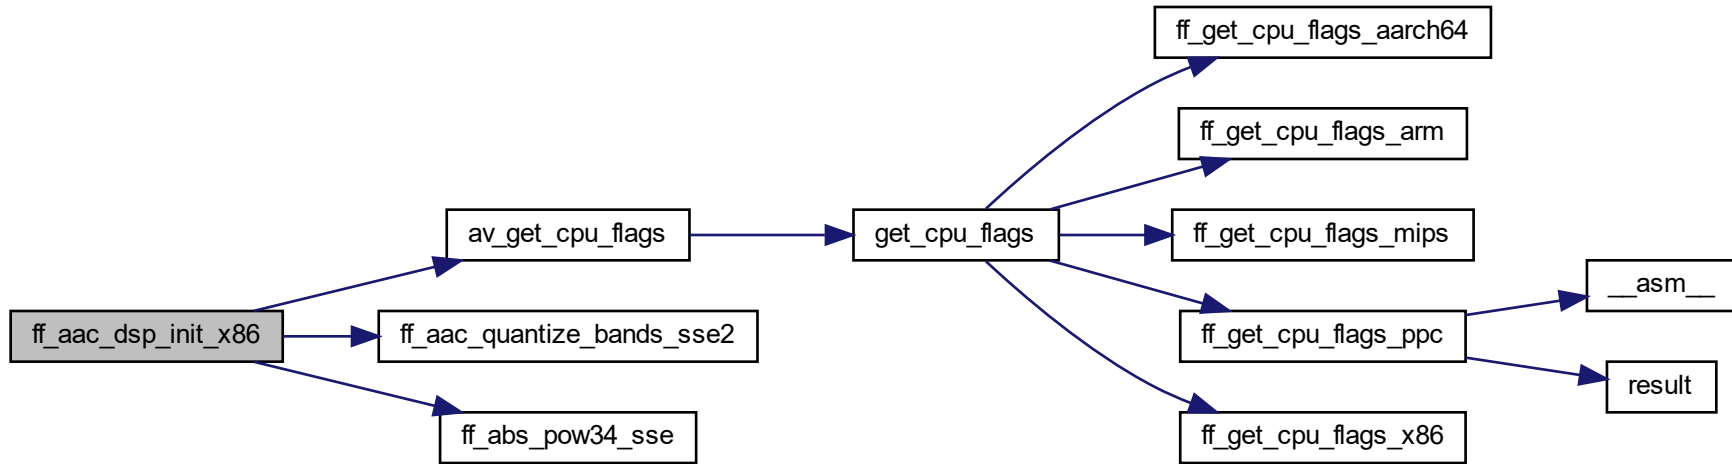 ff_get_cpu_flags_aarch64
ff_get_cpu_flags_arm
av_get_cpu_flags
get_cpu_flags
ff_get_cpu_flags_mips
__asm__
ff_aac_dsp_init_x86
ff_aac_quantize_bands_sse2
ff_get_cpu_flags_ppc
result
ff_abs_pow34_sse
ff_get_cpu_flags_x86